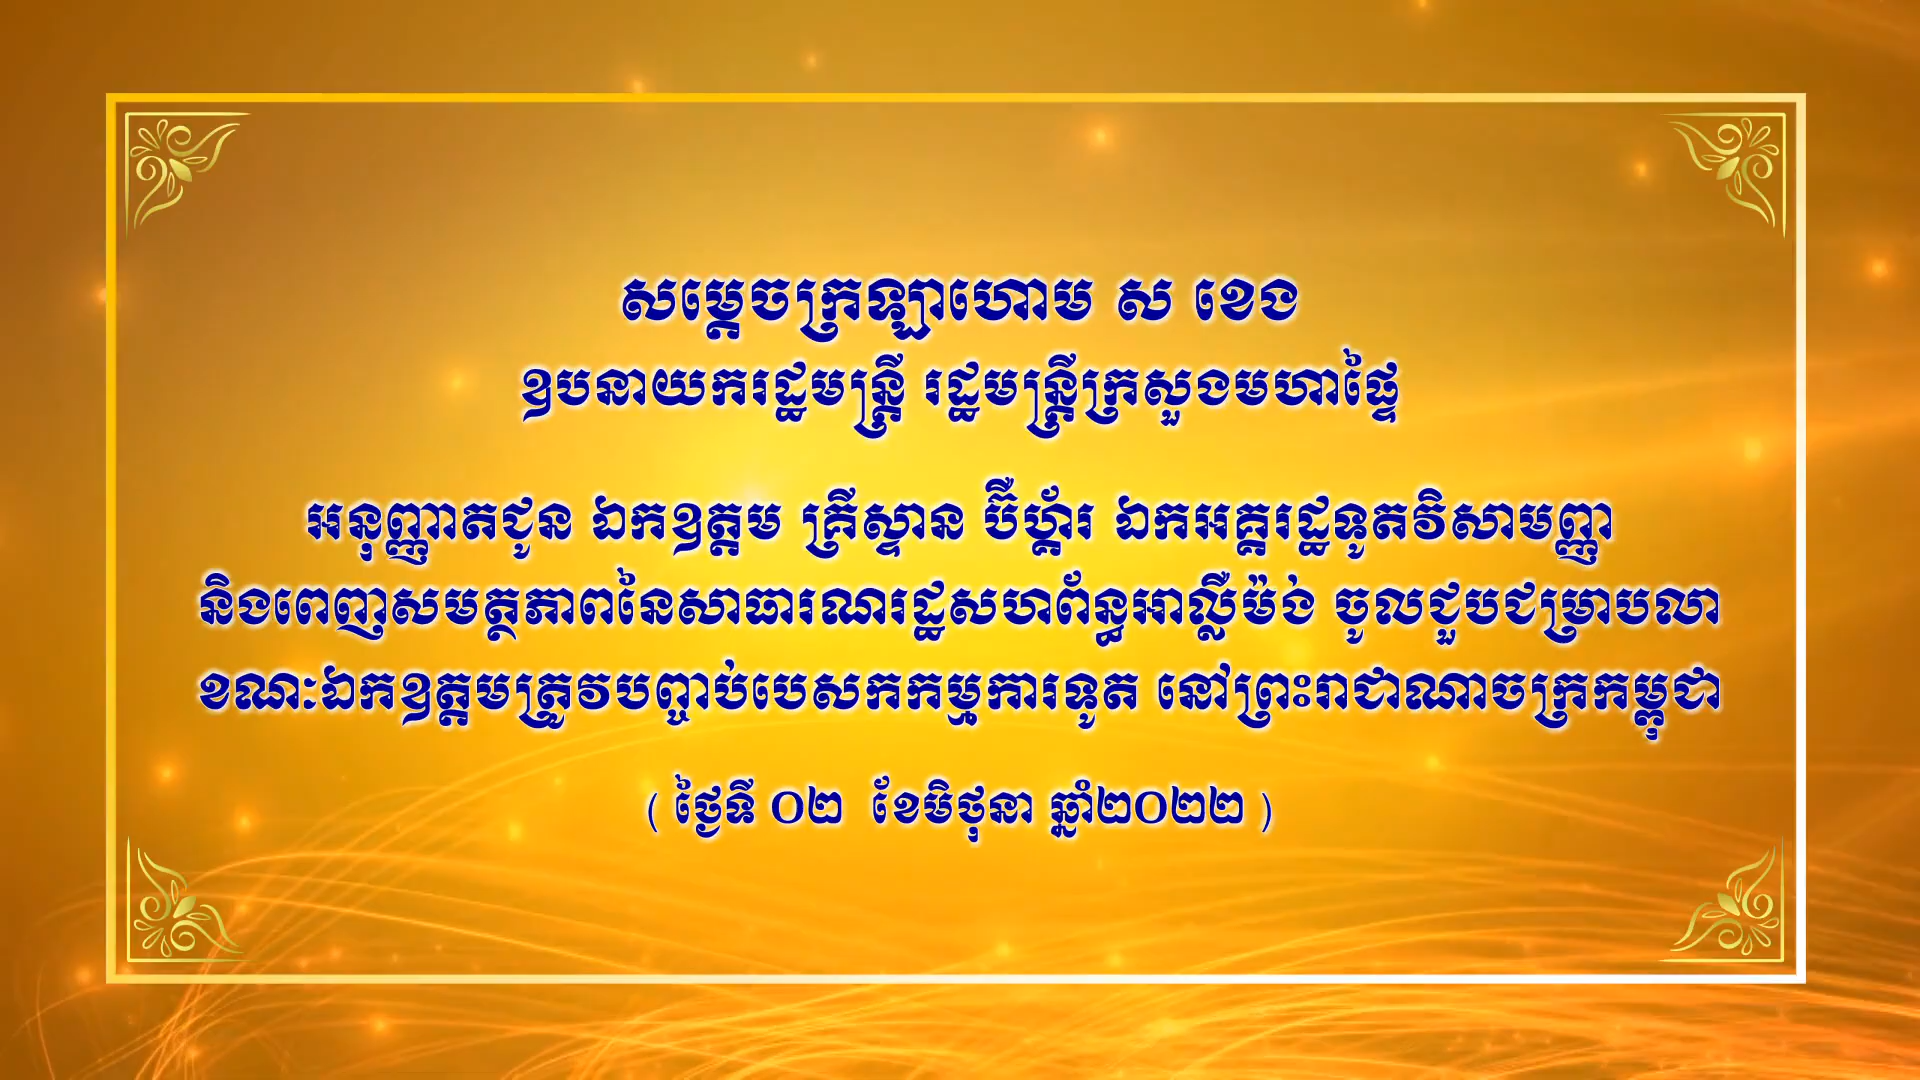 សម្ដេចក្រឡាហោម ស ខេង
ឧបនាយករដ្ឋមន្ត្រី រដ្ឋមន្ត្រីក្រសួងមហាផ្ទៃ
អនុញ្ញាតជូន ឯកឧត្តម គ្រីស្ទាន ប៊ឺហ្គ័រ ឯកអគ្គរដ្ឋទូតវិសាមញ្ញ
និងពេញសមត្ថភាពនៃសាធារណរដ្ឋសហព័ន្ធអាល្លឺម៉ង់ ចូលជួបជម្រាបលា
ខណៈឯកឧត្តមត្រូវបញ្ចប់បេសកកម្មការទូត នៅព្រះរាជាណាចក្រកម្ពុជា
( ថ្ងៃទី ០២ ខែមិថុនា ឆ្នាំ២០២២ )